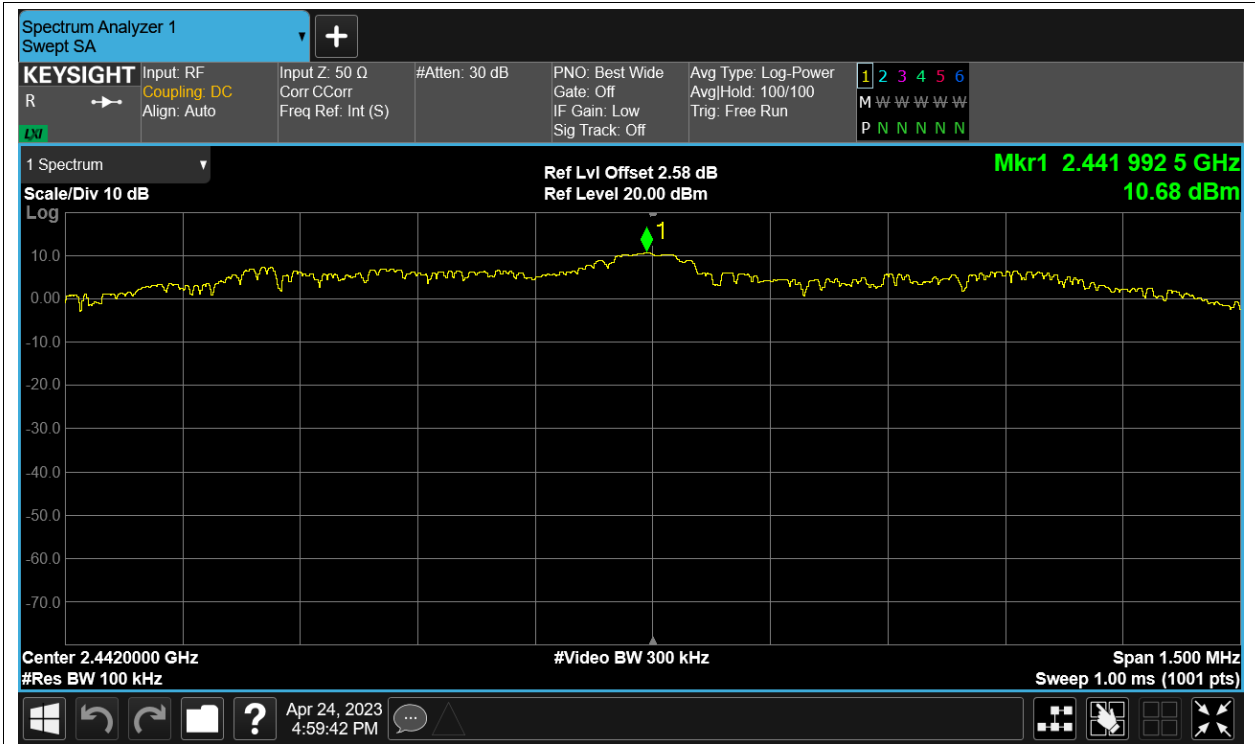 Spectrum Analyzer 1
Swept SA
KEYSIGHT
R
LXI
Input: RF
Coupling: DC
Align: Auto
Input Z: 50 Ω
Corr CCorr
Freq Ref: Int (S)
#Atten: 30 dB
PNO: Best Wide
Gate: Off
IF Gain: Low
Sig Track: Off
Avg Type: Log-Power
Avg|Hold: 100/100
Trig: Free Run
1 2 3 4 5 6
M W W W W W
P N N N N N
1 Spectrum
Scale/Div 10 dB
Log
Ref Lvl Offset 2.58 dB
Ref Level 20.00 dBm
Mkr1 2.441 992 5 GHz
10.68 dBm
1
10.0
0.00
-10.0
-20.0
-30.0
-40.0
-50.0
-60.0
-70.0
Center 2.4420000 GHz
#Res BW 100 kHz
#Video BW 300 kHz
Span 1.500 MHz
Sweep 1.00 ms (1001 pts)
?
Apr 24, 2023
4:59:42 PM